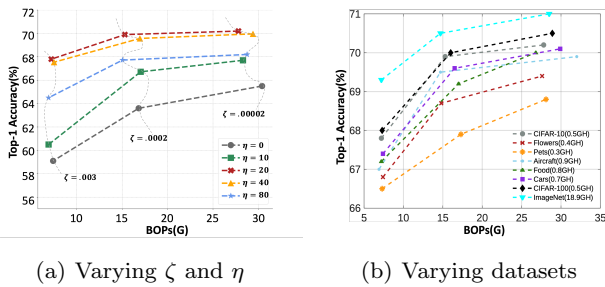 72
70
68
66
64
62
60
58
56
Top-1 Accuracy(%)
ζ = .00002
ζ = .0002
ζ = .003
η = 0
η = 10
η = 20
η = 40
η = 80
10
15
20
25
30
BOPs(G)
71
70
69
68
67
66
Top-1 Accuracy(%)
CIFAR-10(0.5GH)
Flowers(0.4GH)
Pets(0.3GH)
Aircraft(0.9GH)
Food(0.8GH)
Cars(0.7GH)
CIFAR-100(0.5GH)
ImageNet(18.9GH)
5
10
15
20
25
30
35
BOPs(G)
(a) Varying ζ and η
(b) Varying datasets